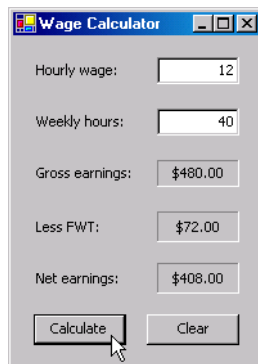 Wage Calculator
Hourly wage: 12
Weekly hours: 40
Gross earnings: $480.00
Less FWT: $72.00
Net earnings: $408.00
Calculate Clear